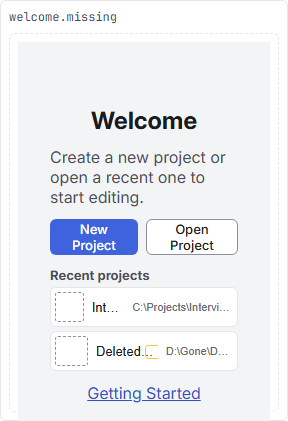 welcome.missing
Welcome
Create a new project or
open a recent one to
start editing.
New
Project
Open
Project
Recent projects
Int... C:\Projects\Intervi...
Deleted... D:\Gone\D...
Getting Started